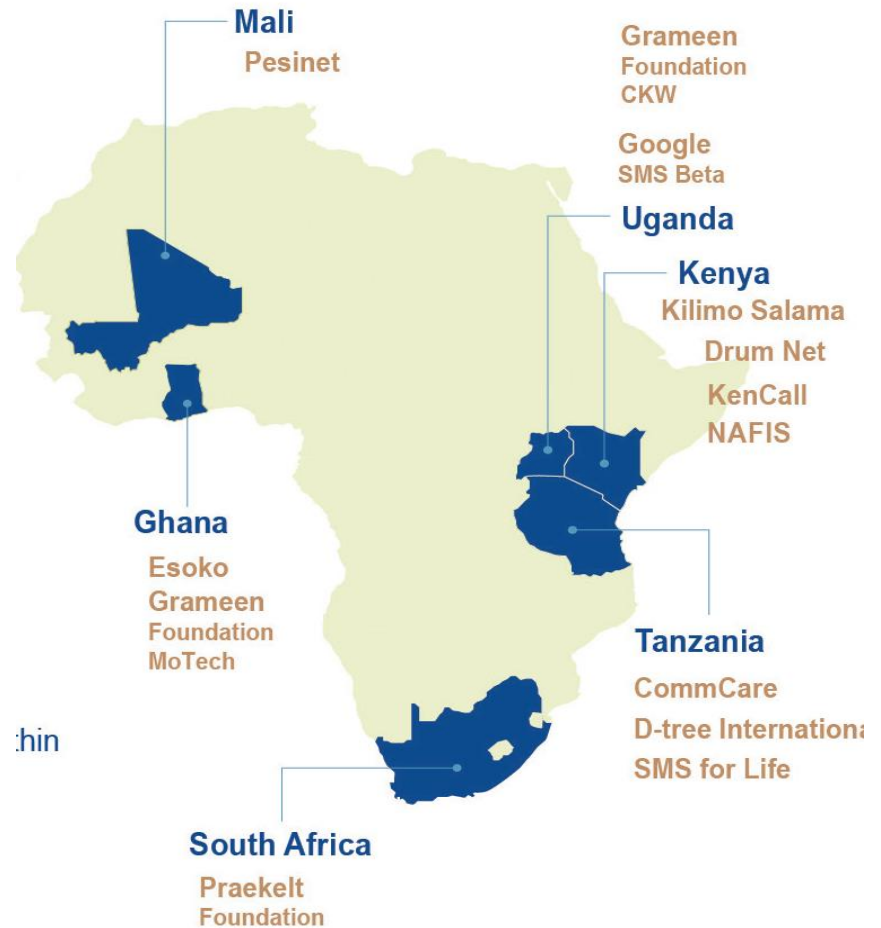 Mali
Pesinet
Grameen
Foundation
CKW
Google
SMS Beta
Uganda
Kenya
Kilimo Salama
Drum Net
KenCall
NAFIS
Ghana
Esoko
Grameen
Foundation
MoTech
Tanzania
CommCare
D-tree Internationa
SMS for Life
thin
South Africa
Praekelt
Foundation